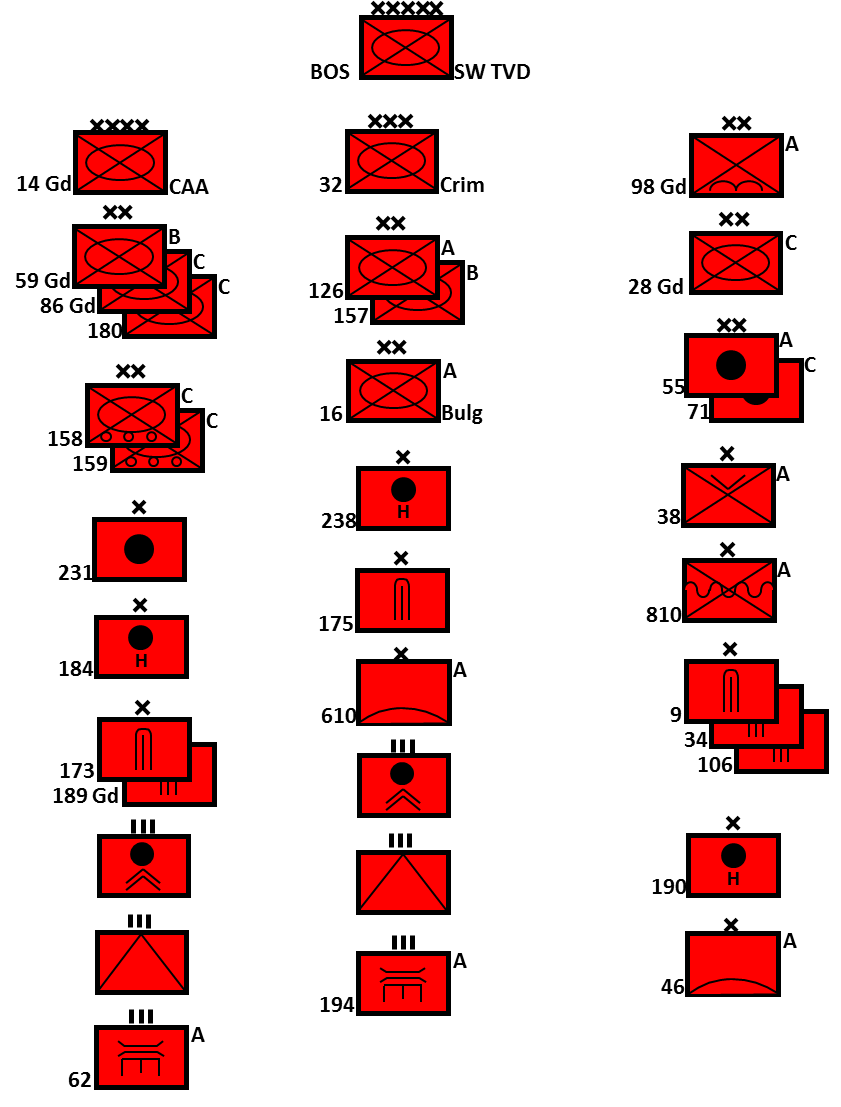 BOS SW TVD
14 Gd CAA
59 Gd B
86 Gd C
180 C
158 C
159 C
231
184 H
173
189 Gd
62 A
32 Crim
126 A
157 B
16 A Bulg
238 H
175
610 A
194 A
98 Gd A
28 Gd C
55 A
71 C
38 A
810 A
9
34
106
190 H
46 A